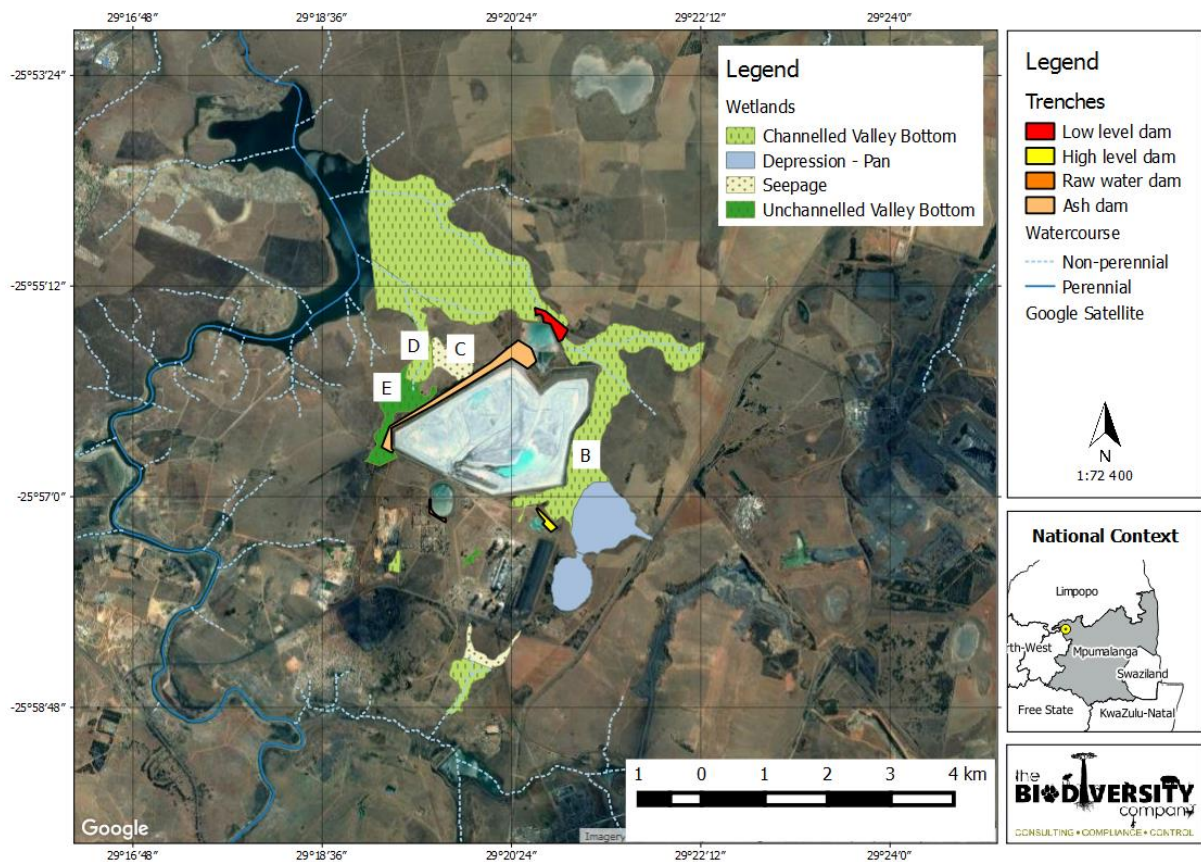 29°16'48" 29°18'36" 29°20'24" 29°22'12" 29°24'0"
-25°53'24"
-25°55'12"
-25°57'0"
-25°58'48"
Legend
Wetlands
Channelled Valley Bottom
Depression - Pan
Seepage
Unchannelled Valley Bottom
D
C
E
B
1 0 1 2 3 4 km
Google
Imagery
29°16'48" 29°18'36" 29°20'24" 29°22'12" 29°24'0"
Legend
Trenches
Low level dam
High level dam
Raw water dam
Ash dam
Watercourse
Non-perennial
Perennial
Google Satellite
N
1:72 400
National Context
Limpopo
rth-West
Mpumalanga
Swaziland
Free State
KwaZulu-Natal
the
BIODIVERSITY
company
CONSULTING • COMPLIANCE • CONTROL